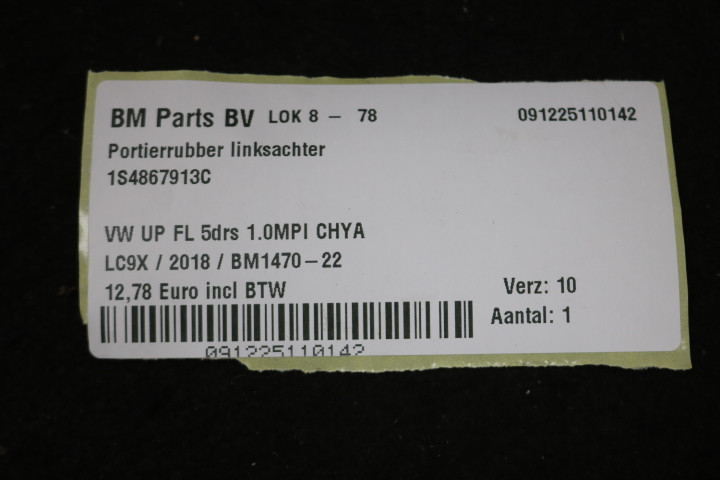 BM Parts BV LOK 8 - 78 091225110142
Portierrubber linksachter
1S4867913C
VW UP FL 5drs 1.0MPI CHYA
LC9X / 2018 / BM1470-22
12,78 Euro incl BTW Verz: 10
Aantal: 1
091225110142